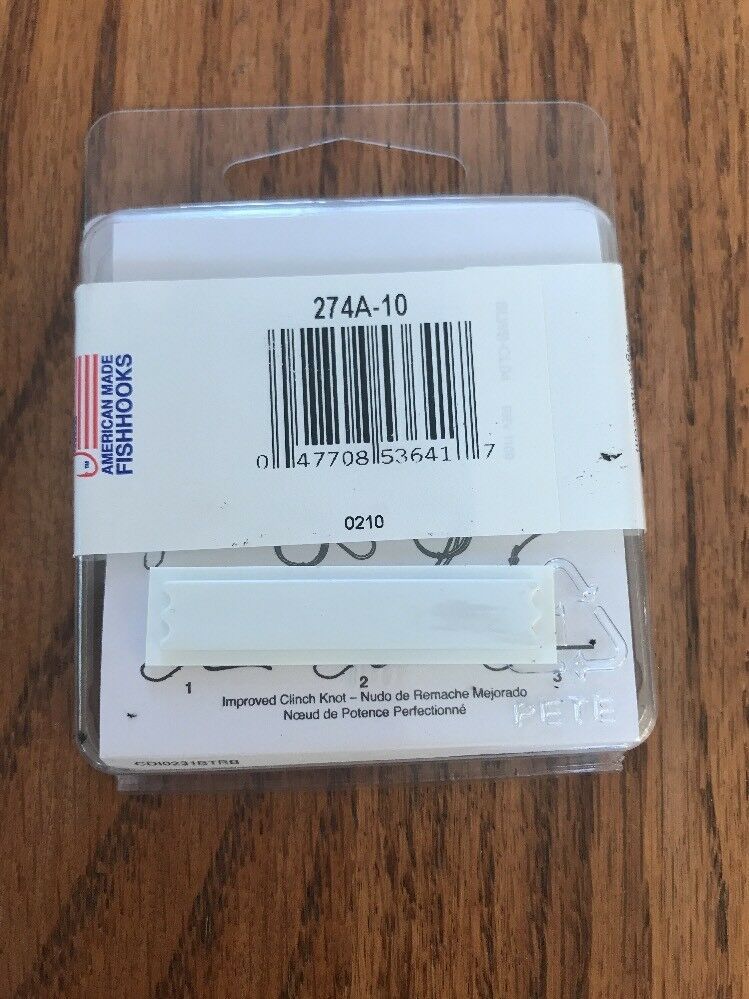 274A-10
AMERICAN MADE
FISHHOOKS
TM
0 47708 53641 7
0210
1 2 3
Improved Clinch Knot – Nudo de Remache Mejorado
Nœud de Potence Perfectionné
PETE